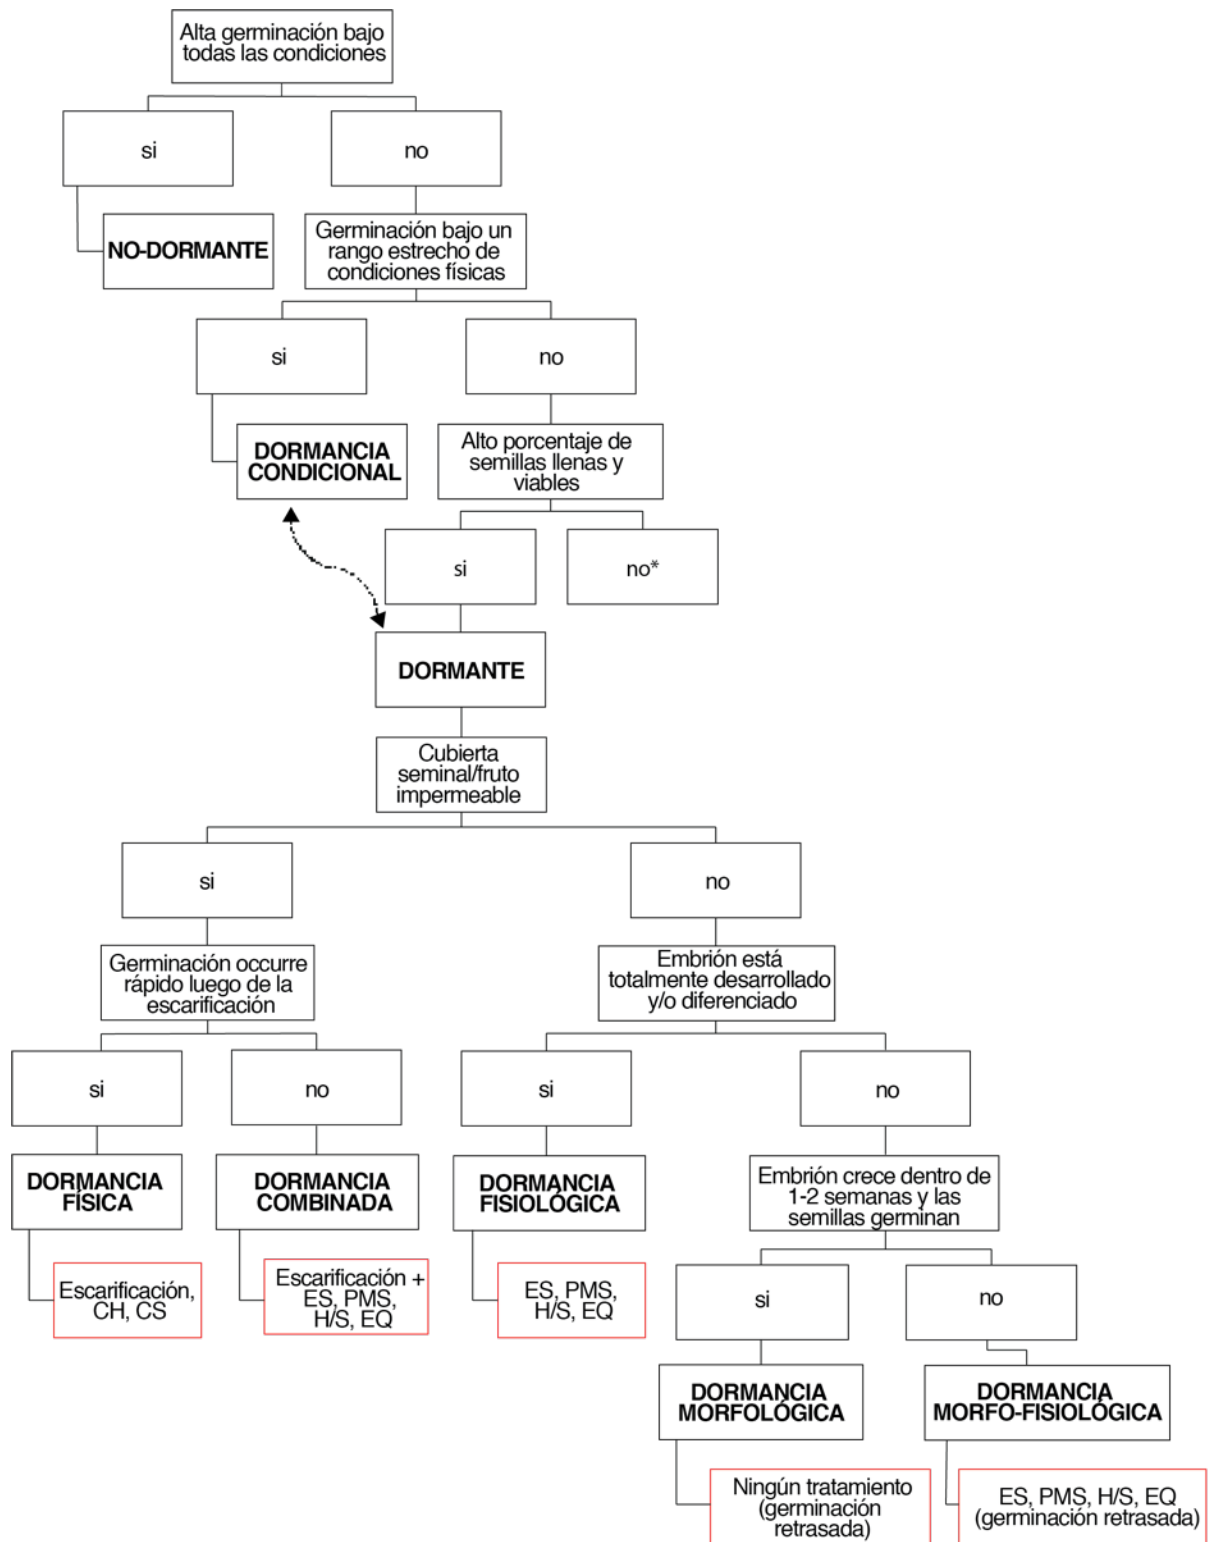 Alta germinación bajo
todas las condiciones
si
no
NO-DORMANTE
Germinación bajo un
rango estrecho de
condiciones físicas
si
no
DORMANCIA
CONDICIONAL
Alto porcentaje de
semillas llenas y
viables
si
no*
DORMANTE
Cubierta
seminal/fruto
impermeable
si
no
Germinación occurre
rápido luego de la
escarificación
Embrión está
totalmente desarrollado
y/o diferenciado
si
no
si
no
DORMANCIA
FÍSICA
DORMANCIA
COMBINADA
DORMANCIA
FISIOLÓGICA
Embrión crece dentro de
1-2 semanas y las
semillas germinan
Escarificación,
CH, CS
Escarificación +
ES, PMS,
H/S, EQ
ES, PMS,
H/S, EQ
si
no
DORMANCIA
MORFOLÓGICA
DORMANCIA
MORFO-FISIOLÓGICA
Ningún tratamiento
(germinación
retrasada)
ES, PMS, H/S, EQ
(germinación retrasada)